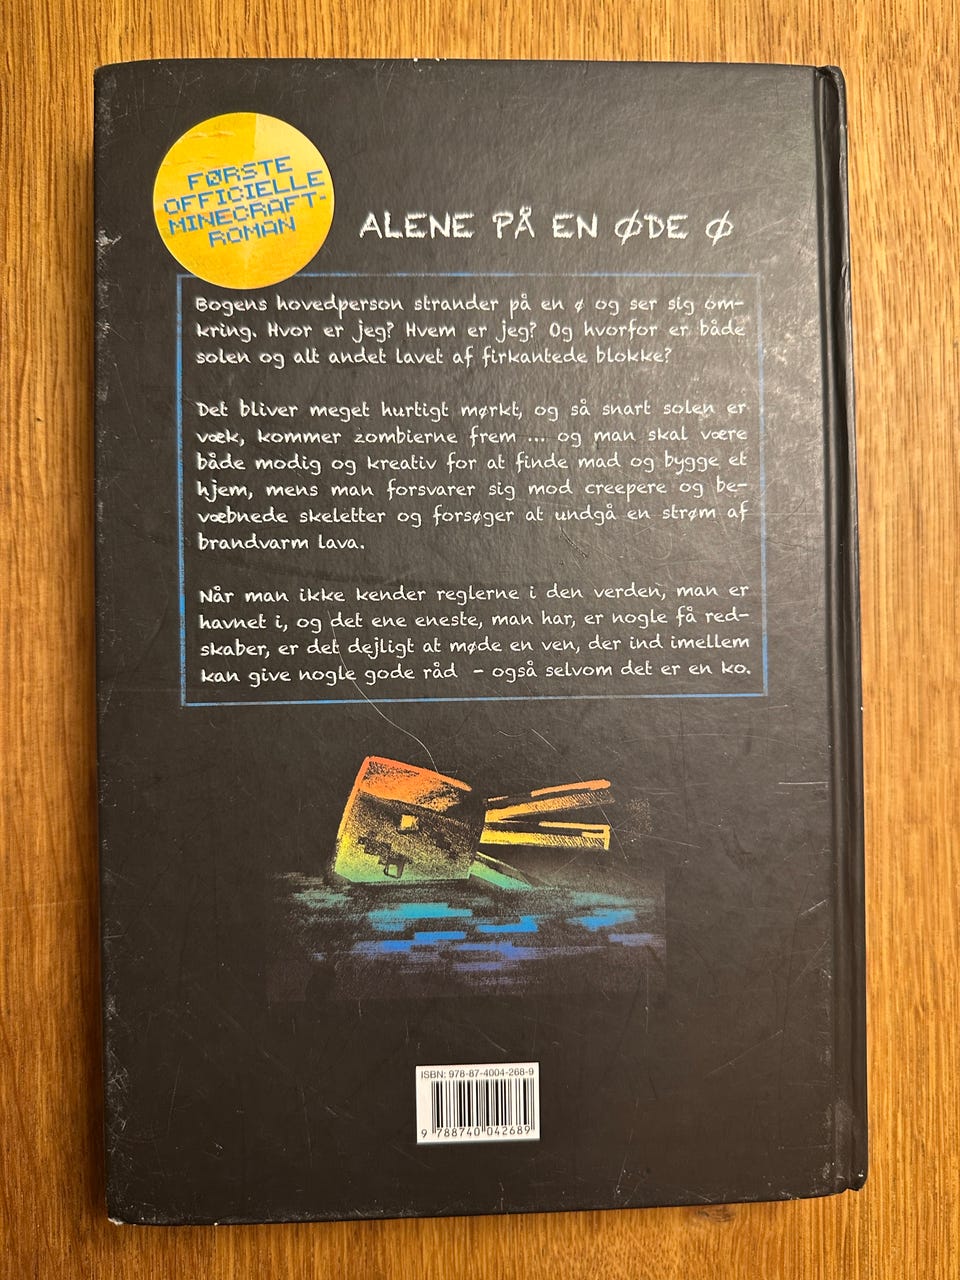 FØRSTE
OFFICIELLE
MINECRAFT-
ROMAN
ALENE PÅ EN ØDE Ø
Bogens hovedperson strander på en ø og ser sig om-
kring. Hvor er jeg? Hvem er jeg? Og hvorfor er både
solen og alt andet lavet af firkantede blokke?
Det bliver meget hurtigt mørkt, og så snart solen er
væk, kommer zombierne frem ... og man skal være
både modig og kreativ for at finde mad og bygge et
hjem, mens man forsvarer sig mod creepere og be-
væbnede skeletter og forsøger at undgå en strøm af
brandvarm lava.
Når man ikke kender reglerne i den verden, man er
havnet i, og det ene eneste, man har, er nogle få red-
skaber, er det dejligt at møde en ven, der ind imellem
kan give nogle gode råd – også selvom det er en ko.
ISBN: 978-87-4004-268-9
9 788740 042689